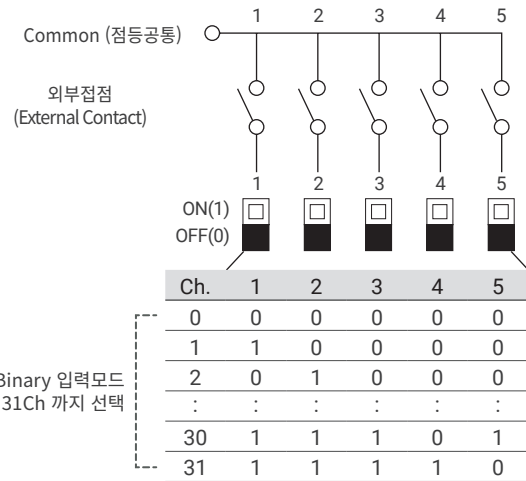 1 2 3 4 5
Common (점등공통)
외부접점
(External Contact)
1 2 3 4 5
ON(1)
OFF(0)
Ch. 1 2 3 4 5
0 0 0 0 0 0
1 1 0 0 0 0
2 0 1 0 0 0
: : : : : :
30 1 1 1 0 1
31 1 1 1 1 0
Binary 입력모드
31Ch 까지 선택